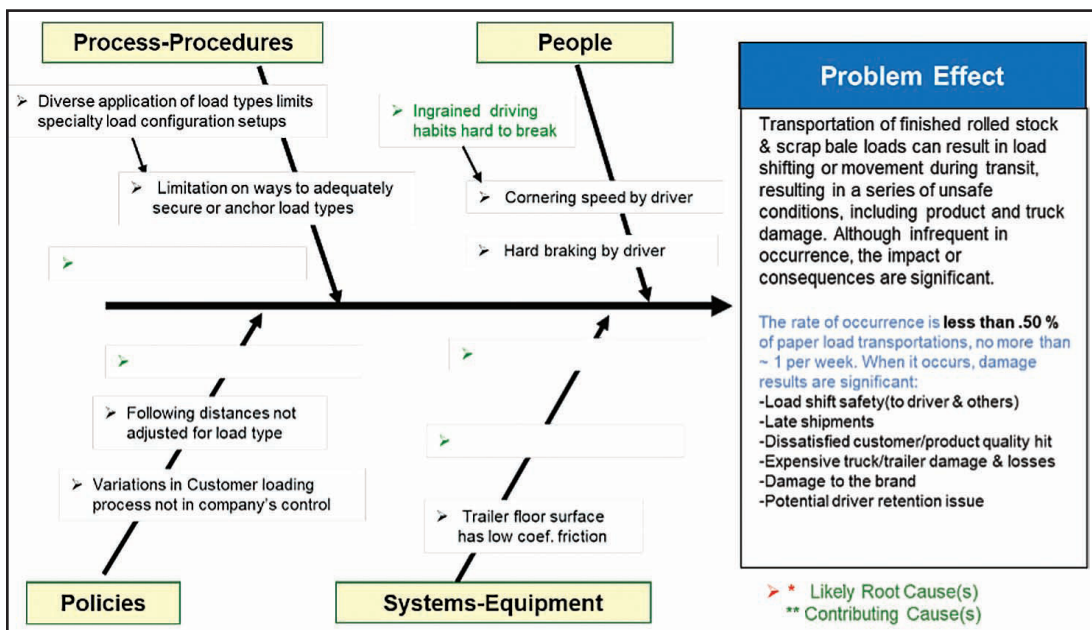 Process-Procedures
People
➢ Diverse application of load types limits
specialty load configuration setups
➢ Limitation on ways to adequately
secure or anchor load types
➢
➢ Ingrained driving
habits hard to break
➢ Cornering speed by driver
➢ Hard braking by driver
➢
➢ Following distances not
adjusted for load type
➢ Variations in Customer loading
process not in company's control
➢
➢
➢ Trailer floor surface
has low coef. friction
Policies
Systems-Equipment
Problem Effect
Transportation of finished rolled stock
& scrap bale loads can result in load
shifting or movement during transit,
resulting in a series of unsafe
conditions, including product and truck
damage. Although infrequent in
occurrence, the impact or
consequences are significant.
The rate of occurrence is less than .50 %
of paper load transportations, no more than
~ 1 per week. When it occurs, damage
results are significant:
-Load shift safety(to driver & others)
-Late shipments
-Dissatisfied customer/product quality hit
-Expensive truck/trailer damage & losses
-Damage to the brand
-Potential driver retention issue
➢ * Likely Root Cause(s)
** Contributing Cause(s)